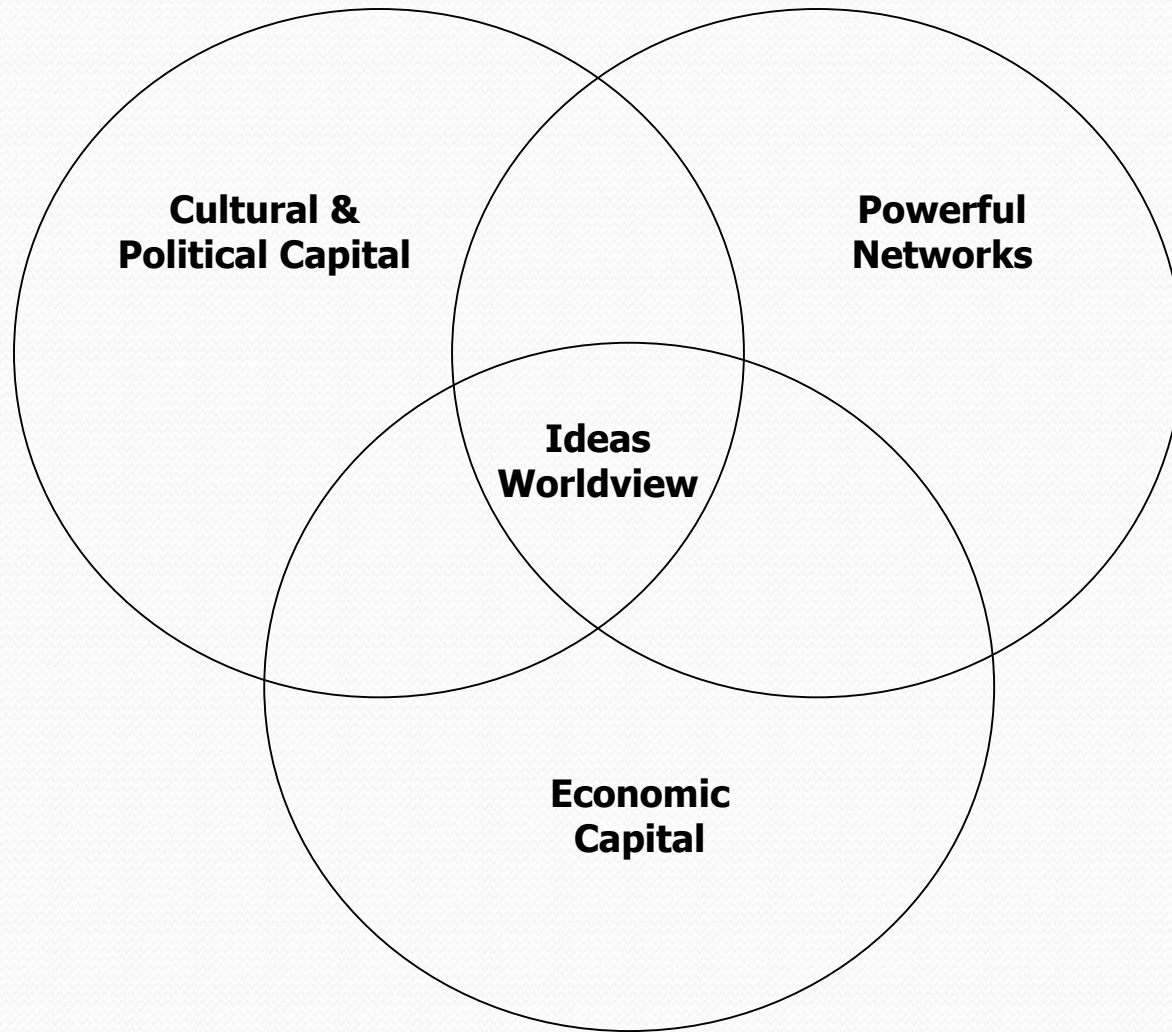 Cultural &
Political Capital
Powerful
Networks
Ideas
Worldview
Economic
Capital